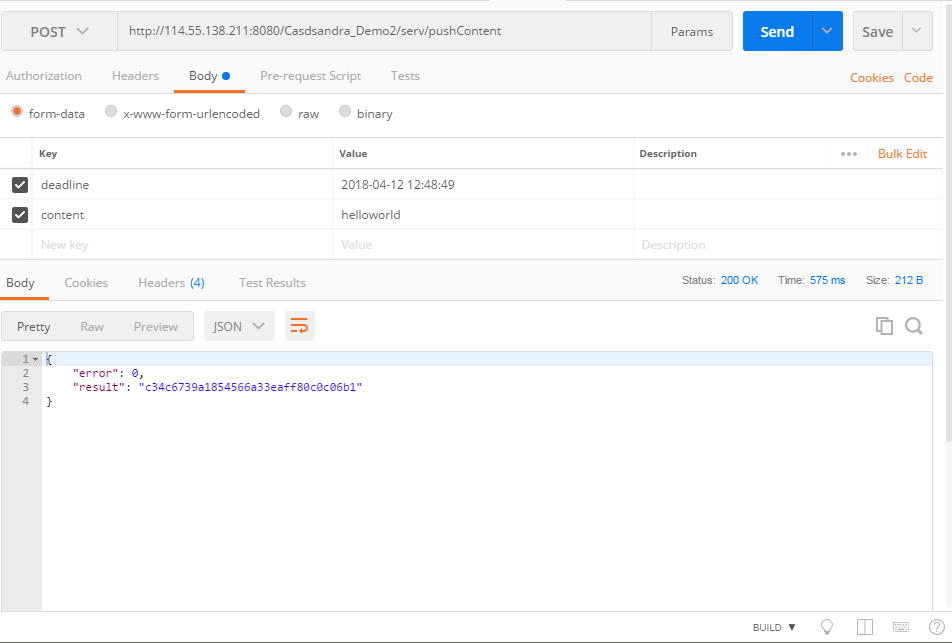 POST http://114.55.138.211:8080/Casdsandra_Demo2/serv/pushContent Params Send Save
Authorization Headers Body Pre-request Script Tests Cookies Code
form-data x-www-form-urlencoded raw binary
Key Value Description ••• Bulk Edit
deadline 2018-04-12 12:48:49
content helloworld
New key Value Description
Body Cookies Headers (4) Test Results Status: 200 OK Time: 575 ms Size: 212 B
Pretty Raw Preview JSON
1 {
2 "error": 0,
3 "result": "c34c6739a1854566a33eaff80c0c06b1"
4 }
BUILD ?